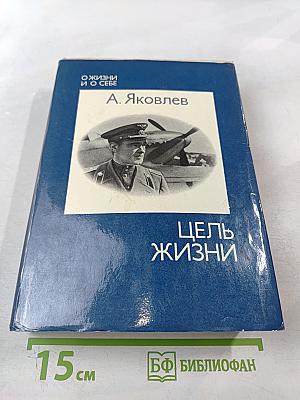 О ЖИЗНИ
И О СЕБЕ
А. Яковлев
ЦЕЛЬ
ЖИЗНИ
15 см
БФ БИБЛИОФАН